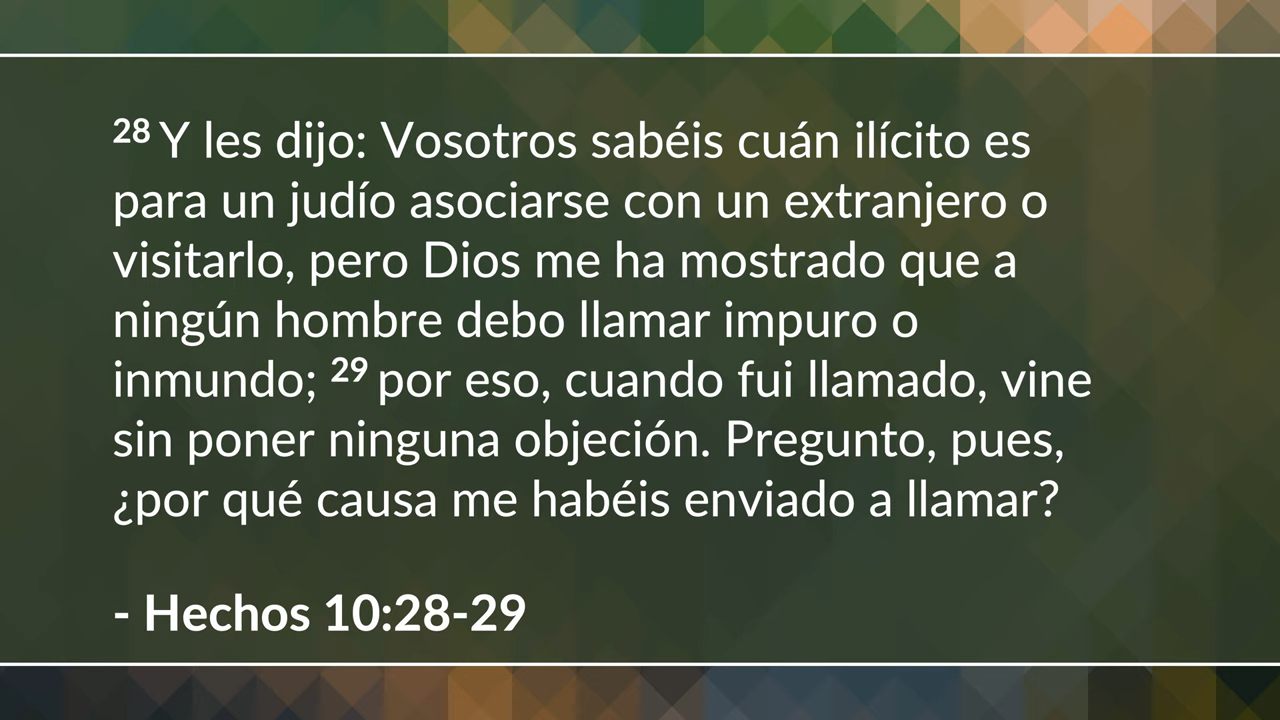 28 Y les dijo: Vosotros sabéis cuán ilícito es
para un judío asociarse con un extranjero o
visitarlo, pero Dios me ha mostrado que a
ningún hombre debo llamar impuro o
inmundo; 29 por eso, cuando fui llamado, vine
sin poner ninguna objeción. Pregunto, pues,
¿por qué causa me habéis enviado a llamar?
- Hechos 10:28-29